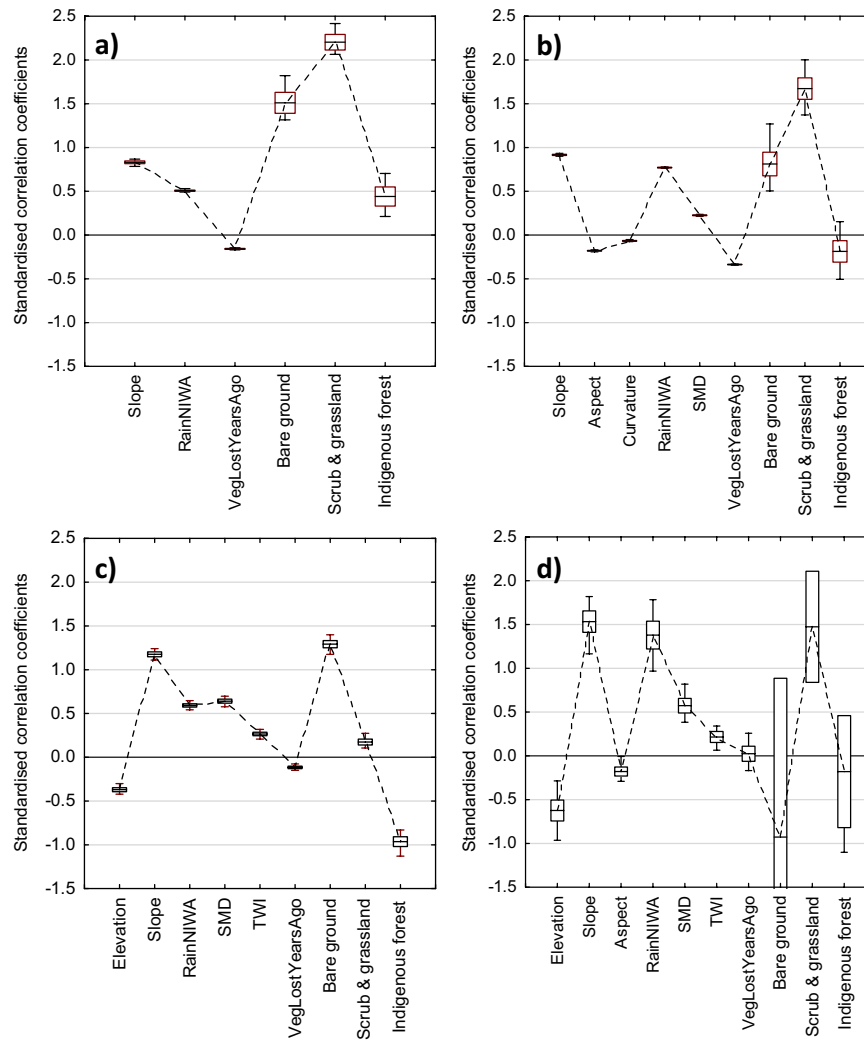 a)
Standardised correlation coefficients
2.5
2.0
1.5
1.0
0.5
0.0
-0.5
-1.0
-1.5
Slope
RainNIWA
VegLostYearsAgo
Bare ground
Scrub & grassland
Indigenous forest
b)
Standardised correlation coefficients
2.5
2.0
1.5
1.0
0.5
0.0
-0.5
-1.0
-1.5
Slope
Aspect
Curvature
RainNIWA
SMD
VegLostYearsAgo
Bare ground
Scrub & grassland
Indigenous forest
c)
Standardised correlation coefficients
2.5
2.0
1.5
1.0
0.5
0.0
-0.5
-1.0
-1.5
Elevation
Slope
RainNIWA
SMD
TWI
VegLostYearsAgo
Bare ground
Scrub & grassland
Indigenous forest
d)
Standardised correlation coefficients
2.5
2.0
1.5
1.0
0.5
0.0
-0.5
-1.0
-1.5
Elevation
Slope
Aspect
RainNIWA
SMD
TWI
VegLostYearsAgo
Bare ground
Scrub & grassland
Indigenous forest